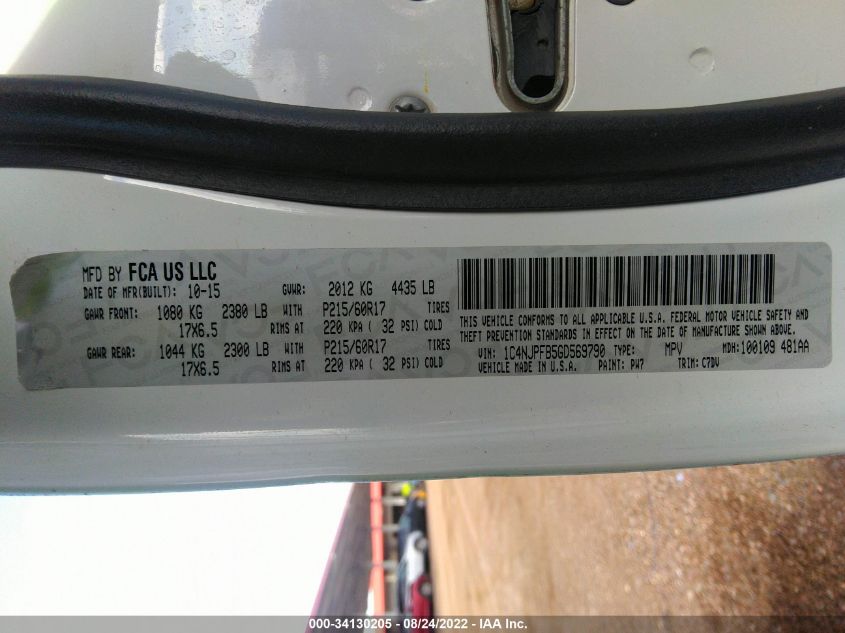 MFD BY FCA US LLC
DATE OF MFR(BUILT): 10-15 GVWR: 2012 KG 4435 LB
GAWR FRONT: 1080 KG 2380 LB WITH P215/60R17 TIRES
17X6.5 RIMS AT 220 KPA ( 32 PSI) COLD
GAWR REAR: 1044 KG 2300 LB WITH P215/60R17 TIRES
17X6.5 RIMS AT 220 KPA ( 32 PSI) COLD
THIS VEHICLE CONFORMS TO ALL APPLICABLE U.S.A. FEDERAL MOTOR VEHICLE SAFETY AND
THEFT PREVENTION STANDARDS IN EFFECT ON THE DATE OF MANUFACTURE SHOWN ABOVE.
VIN: 1C4NJPFB5GD569790 TYPE: MPV MDH:100109 481AA
VEHICLE MADE IN U.S.A. PAINT: PW7 TRIM: C7DV
000-34130205 - 08/24/2022 - IAA Inc.